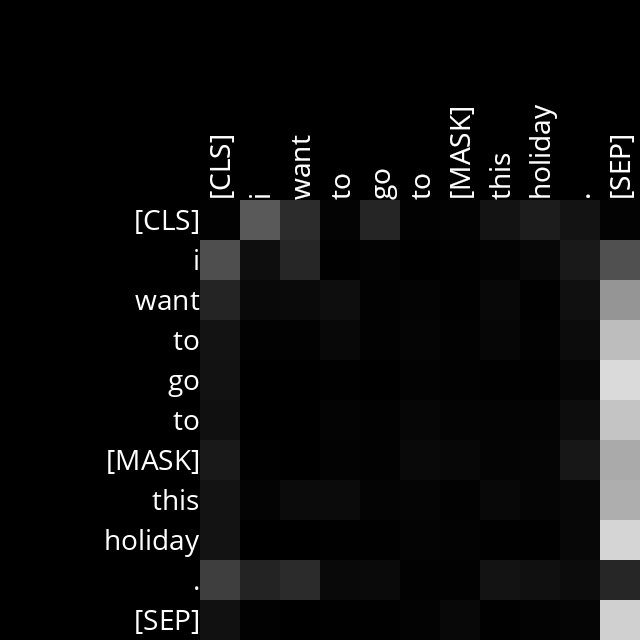 [CLS] i want to go to [MASK] this holiday . [SEP]
[CLS]
i
want
to
go
to
[MASK]
this
holiday
.
[SEP]